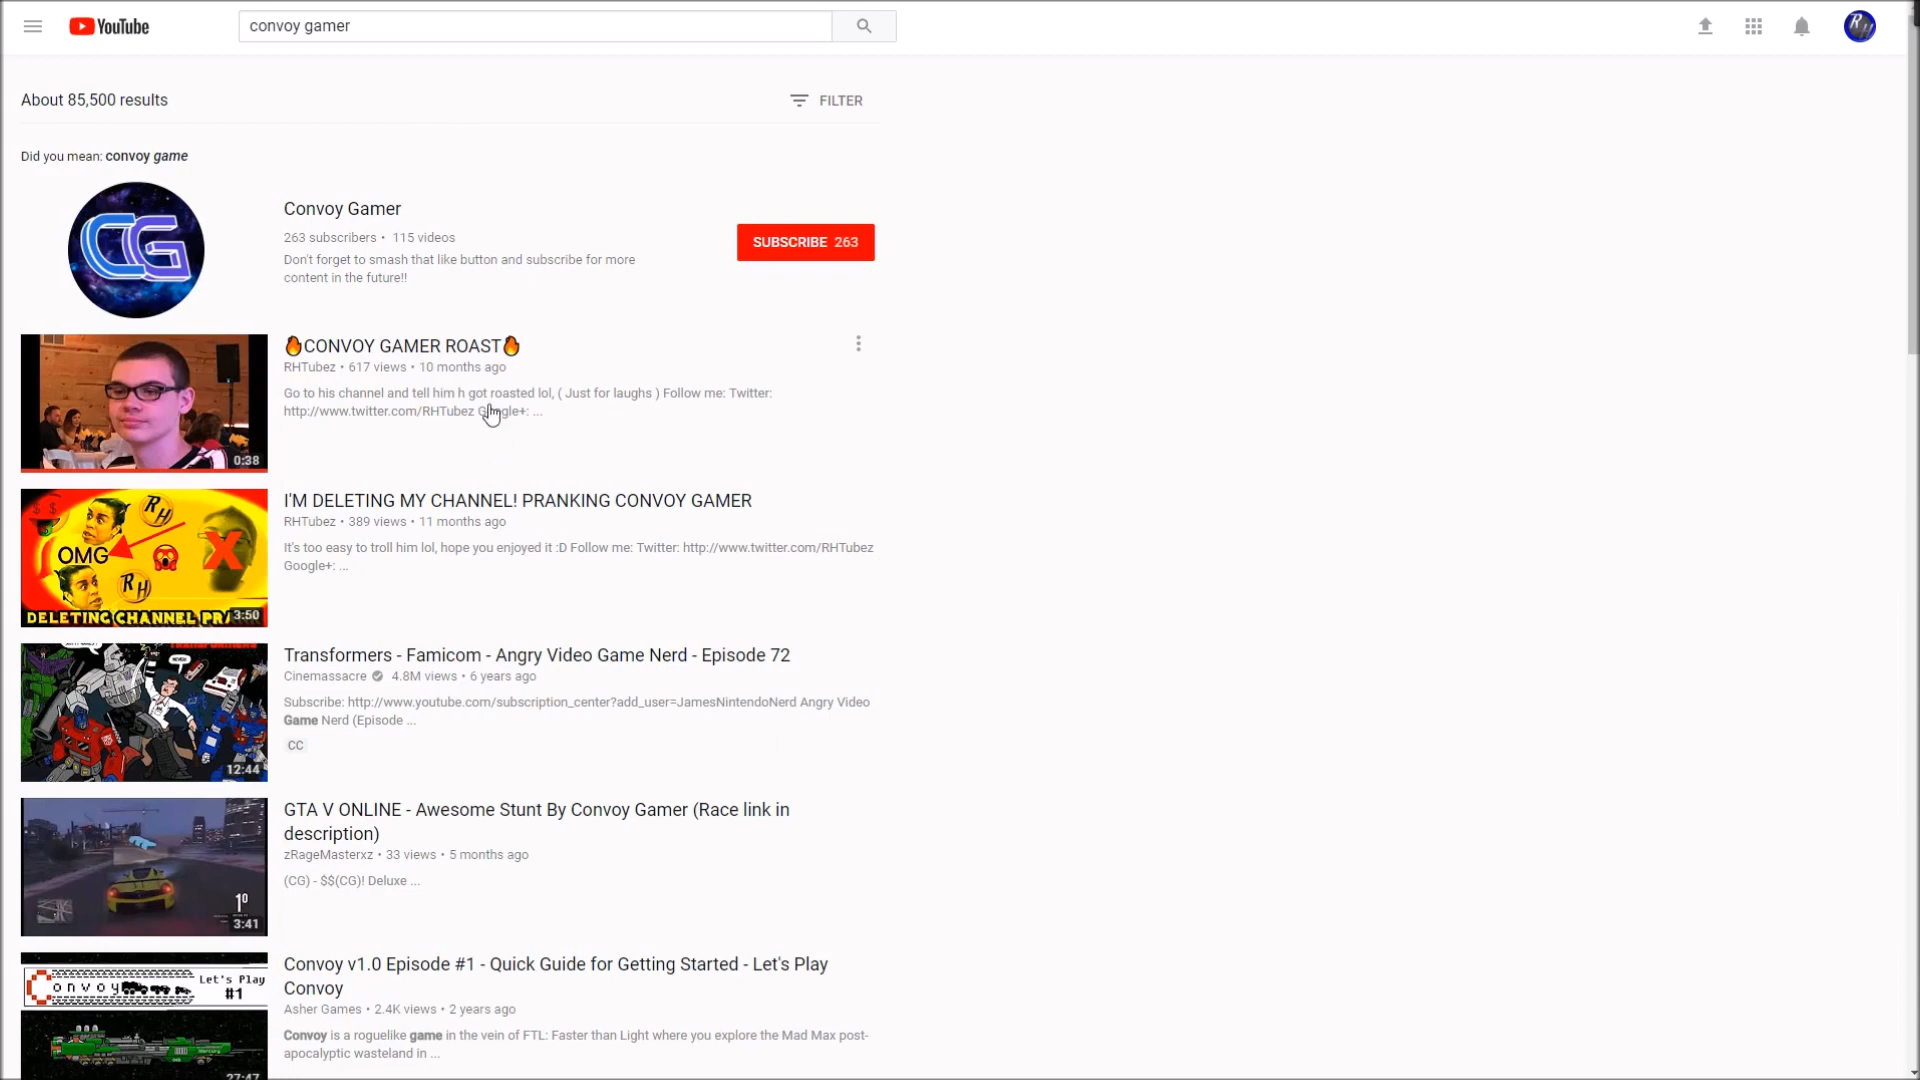 YouTube
convoy gamer
RH
About 85,500 results
FILTER
Did you mean: convoy game
CG
Convoy Gamer
263 subscribers • 115 videos
Don't forget to smash that like button and subscribe for more
content in the future!!
SUBSCRIBE 263
🔥CONVOY GAMER ROAST🔥
RHTubez • 617 views • 10 months ago
Go to his channel and tell him h got roasted lol, ( Just for laughs ) Follow me: Twitter:
http://www.twitter.com/RHTubez Google+: ...
0:38
I'M DELETING MY CHANNEL! PRANKING CONVOY GAMER
RHTubez • 389 views • 11 months ago
It's too easy to troll him lol, hope you enjoyed it :D Follow me: Twitter: http://www.twitter.com/RHTubez
Google+: ...
$ $
RH
OMG
X
RH
DELETING CHANNEL
3:50
Transformers - Famicom - Angry Video Game Nerd - Episode 72
Cinemassacre 4.8M views • 6 years ago
Subscribe: http://www.youtube.com/subscription_center?add_user=JamesNintendoNerd Angry Video
Game Nerd (Episode ...
CC
12:44
GTA V ONLINE - Awesome Stunt By Convoy Gamer (Race link in
description)
zRageMasterxz • 33 views • 5 months ago
(CG) - $$(CG)! Deluxe ...
1º
3:41
Convoy v1.0 Episode #1 - Quick Guide for Getting Started - Let's Play
Convoy
Asher Games • 2.4K views • 2 years ago
Convoy is a roguelike game in the vein of FTL: Faster than Light where you explore the Mad Max post-
apocalyptic wasteland in ...
Convoy
Let's Play
#1
27:47